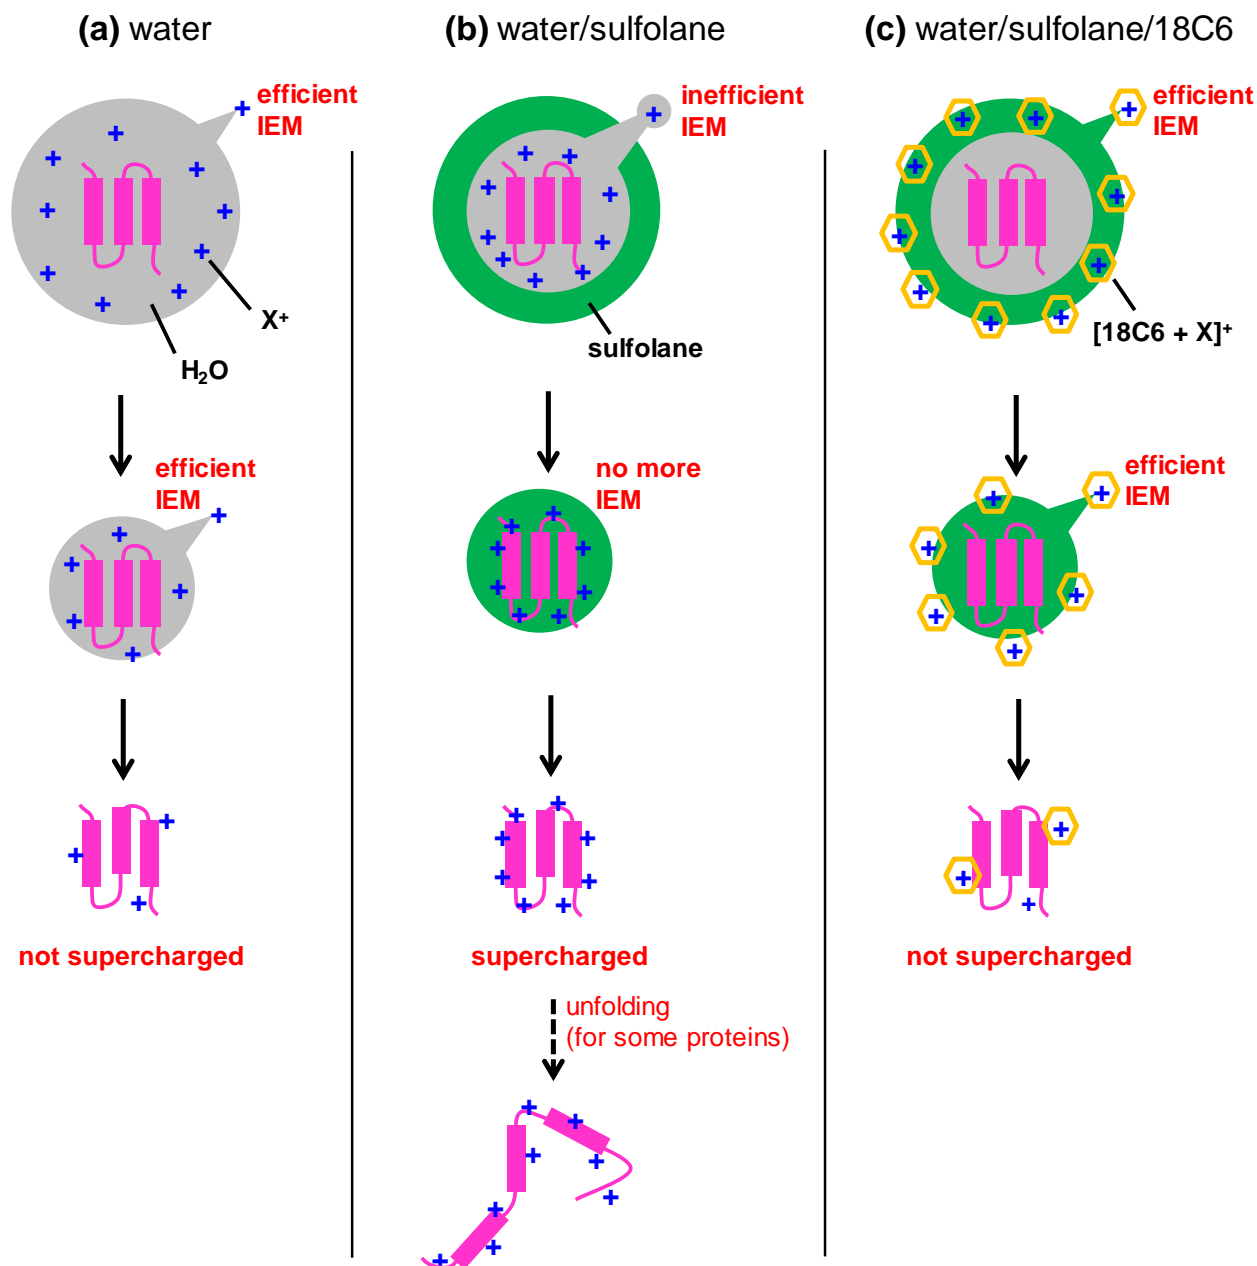 (a) water
efficient
IEM
X⁺
H₂O
efficient
IEM
not supercharged
(b) water/sulfolane
inefficient
IEM
sulfolane
no more
IEM
supercharged
unfolding
(for some proteins)
(c) water/sulfolane/18C6
efficient
IEM
[18C6 + X]⁺
efficient
IEM
not supercharged